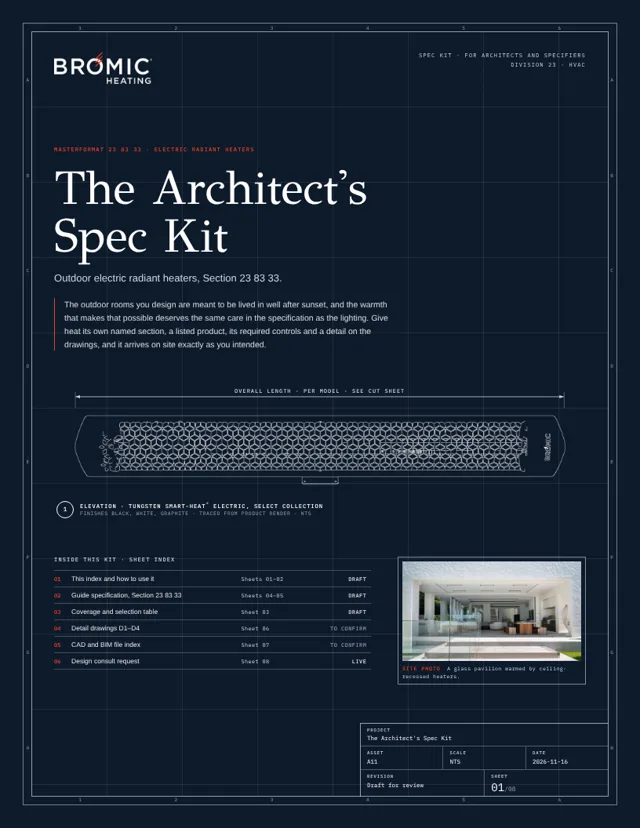 BROMIC
HEATING
SPEC KIT · FOR ARCHITECTS AND SPECIFIERS
DIVISION 23 · HVAC
MASTERFORMAT 23 83 33 · ELECTRIC RADIANT HEATERS
The Architect's
Spec Kit
Outdoor electric radiant heaters, Section 23 83 33.
The outdoor rooms you design are meant to be lived in well after sunset, and the warmth
that makes that possible deserves the same care in the specification as the lighting. Give
heat its own named section, a listed product, its required controls and a detail on the
drawings, and it arrives on site exactly as you intended.
OVERALL LENGTH · PER MODEL · SEE CUT SHEET
1
ELEVATION · TUNGSTEN SMART-HEAT™ ELECTRIC, SELECT COLLECTION
FINISHES BLACK, WHITE, GRAPHITE · TRACED FROM PRODUCT RENDER · NTS
INSIDE THIS KIT · SHEET INDEX
01 This index and how to use it Sheets 01–02 DRAFT
02 Guide specification, Section 23 83 33 Sheets 04–05 DRAFT
03 Coverage and selection table Sheet 03 DRAFT
04 Detail drawings D1–D4 Sheet 06 TO CONFIRM
05 CAD and BIM file index Sheet 07 TO CONFIRM
06 Design consult request Sheet 08 LIVE
SITE PHOTO A glass pavilion warmed by ceiling-
recessed heaters.
PROJECT
The Architect's Spec Kit
ASSET SCALE DATE
A11 NTS 2026-11-16
REVISION SHEET
Draft for review 01/08